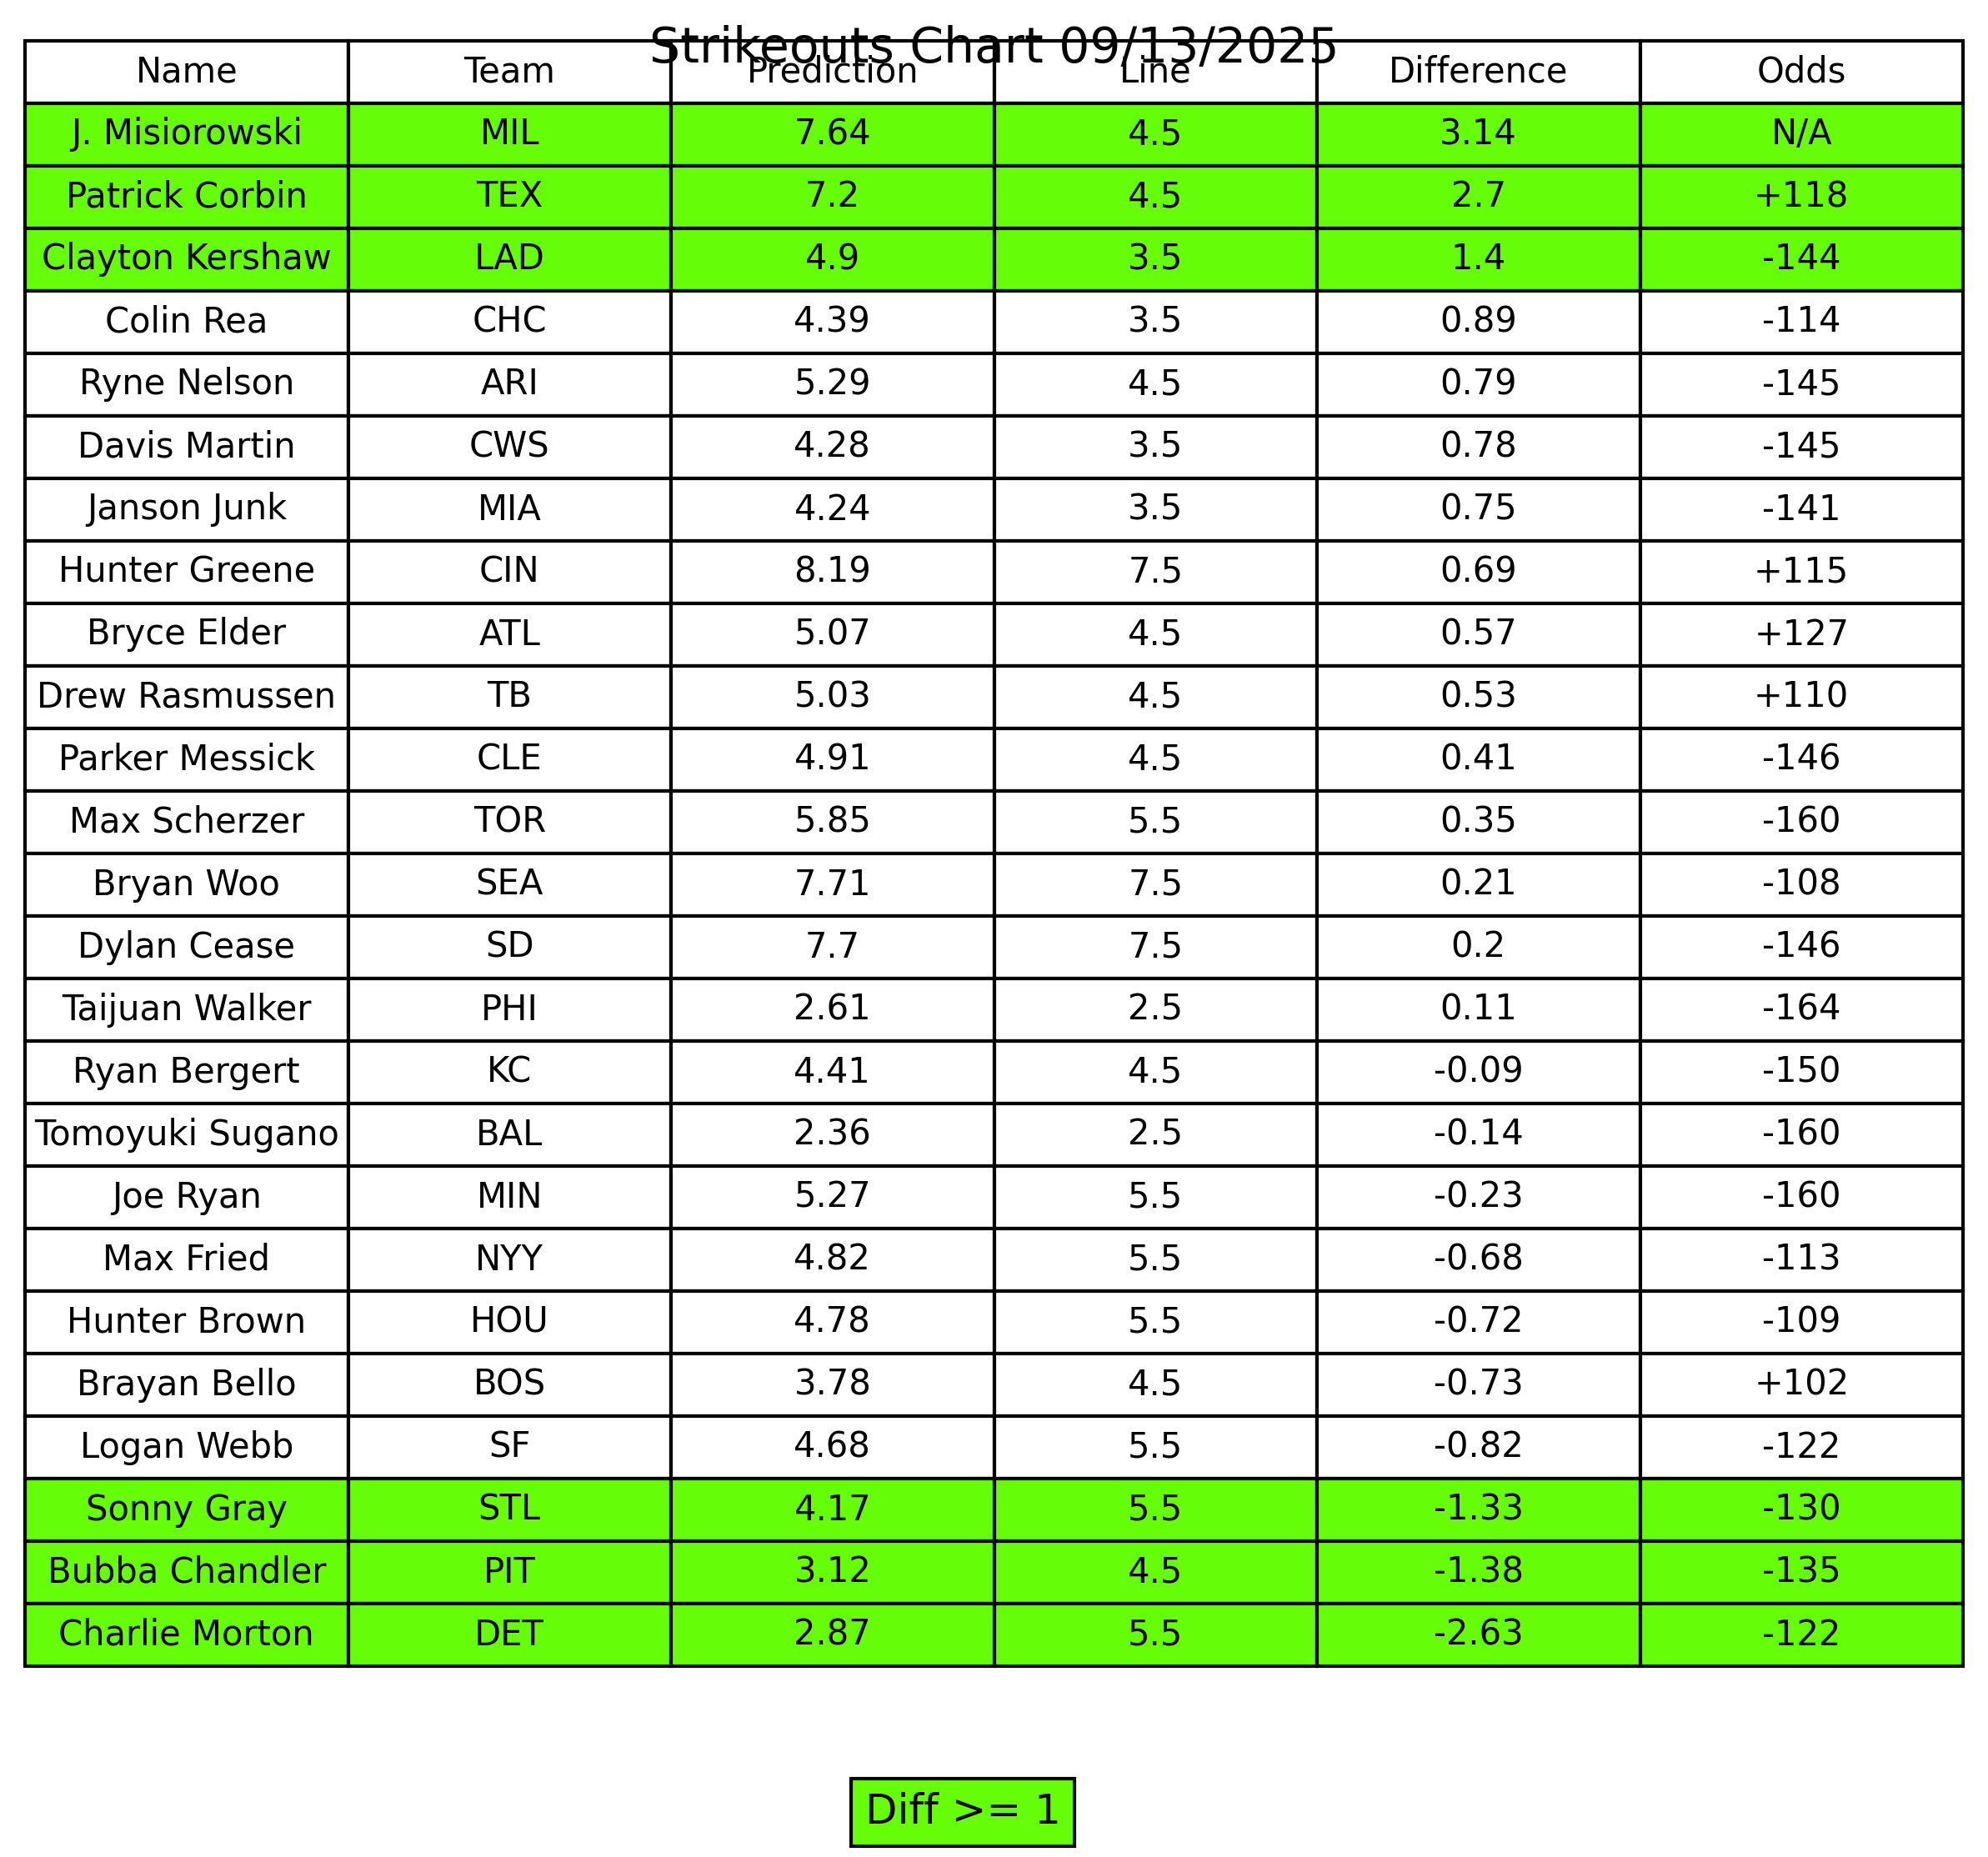 Strikeouts Chart 09/13/2025
Name Team Prediction Line Difference Odds
J. Misiorowski MIL 7.64 4.5 3.14 N/A
Patrick Corbin TEX 7.2 4.5 2.7 +118
Clayton Kershaw LAD 4.9 3.5 1.4 -144
Colin Rea CHC 4.39 3.5 0.89 -114
Ryne Nelson ARI 5.29 4.5 0.79 -145
Davis Martin CWS 4.28 3.5 0.78 -145
Janson Junk MIA 4.24 3.5 0.75 -141
Hunter Greene CIN 8.19 7.5 0.69 +115
Bryce Elder ATL 5.07 4.5 0.57 +127
Drew Rasmussen TB 5.03 4.5 0.53 +110
Parker Messick CLE 4.91 4.5 0.41 -146
Max Scherzer TOR 5.85 5.5 0.35 -160
Bryan Woo SEA 7.71 7.5 0.21 -108
Dylan Cease SD 7.7 7.5 0.2 -146
Taijuan Walker PHI 2.61 2.5 0.11 -164
Ryan Bergert KC 4.41 4.5 -0.09 -150
Tomoyuki Sugano BAL 2.36 2.5 -0.14 -160
Joe Ryan MIN 5.27 5.5 -0.23 -160
Max Fried NYY 4.82 5.5 -0.68 -113
Hunter Brown HOU 4.78 5.5 -0.72 -109
Brayan Bello BOS 3.78 4.5 -0.73 +102
Logan Webb SF 4.68 5.5 -0.82 -122
Sonny Gray STL 4.17 5.5 -1.33 -130
Bubba Chandler PIT 3.12 4.5 -1.38 -135
Charlie Morton DET 2.87 5.5 -2.63 -122
Diff >= 1